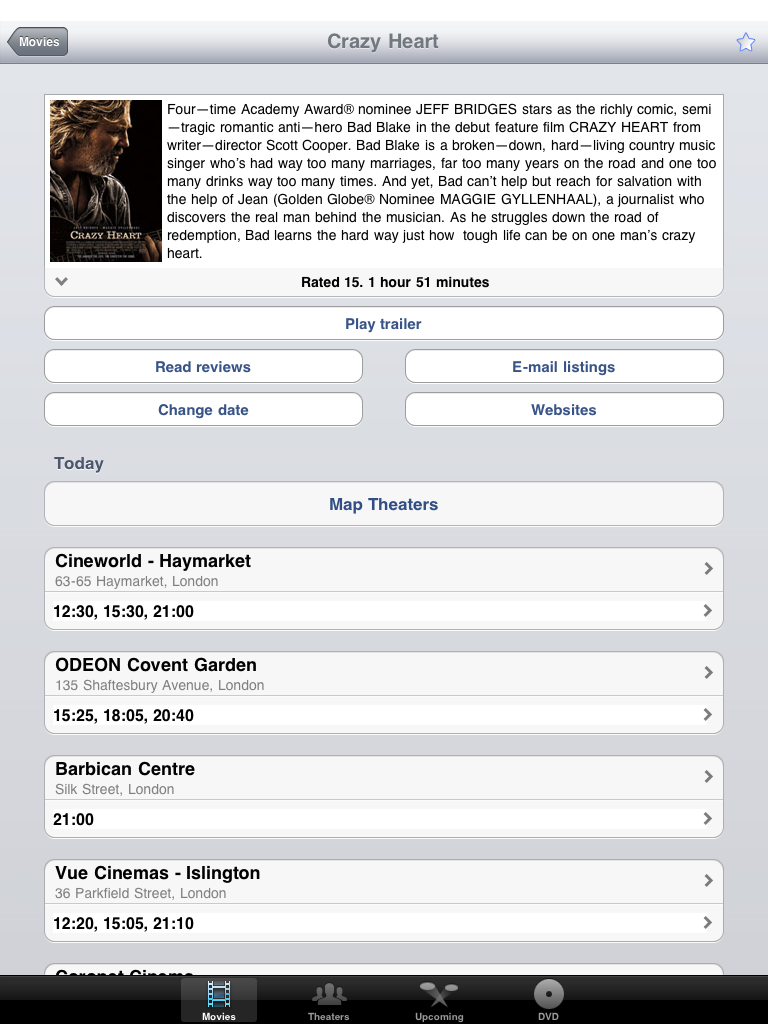 Movies
Crazy Heart
Four—time Academy Award® nominee JEFF BRIDGES stars as the richly comic, semi
—tragic romantic anti—hero Bad Blake in the debut feature film CRAZY HEART from
writer—director Scott Cooper. Bad Blake is a broken—down, hard—living country music
singer who's had way too many marriages, far too many years on the road and one too
many drinks way too many times. And yet, Bad can't help but reach for salvation with
the help of Jean (Golden Globe® Nominee MAGGIE GYLLENHAAL), a journalist who
discovers the real man behind the musician. As he struggles down the road of
redemption, Bad learns the hard way just how  tough life can be on one man's crazy
heart.
CRAZY HEART
Rated 15. 1 hour 51 minutes
Play trailer
Read reviews
E-mail listings
Change date
Websites
Today
Map Theaters
Cineworld - Haymarket
63-65 Haymarket, London
12:30, 15:30, 21:00
ODEON Covent Garden
135 Shaftesbury Avenue, London
15:25, 18:05, 20:40
Barbican Centre
Silk Street, London
21:00
Vue Cinemas - Islington
36 Parkfield Street, London
12:20, 15:05, 21:10
Coronet Cinema
Movies
Theaters
Upcoming
DVD